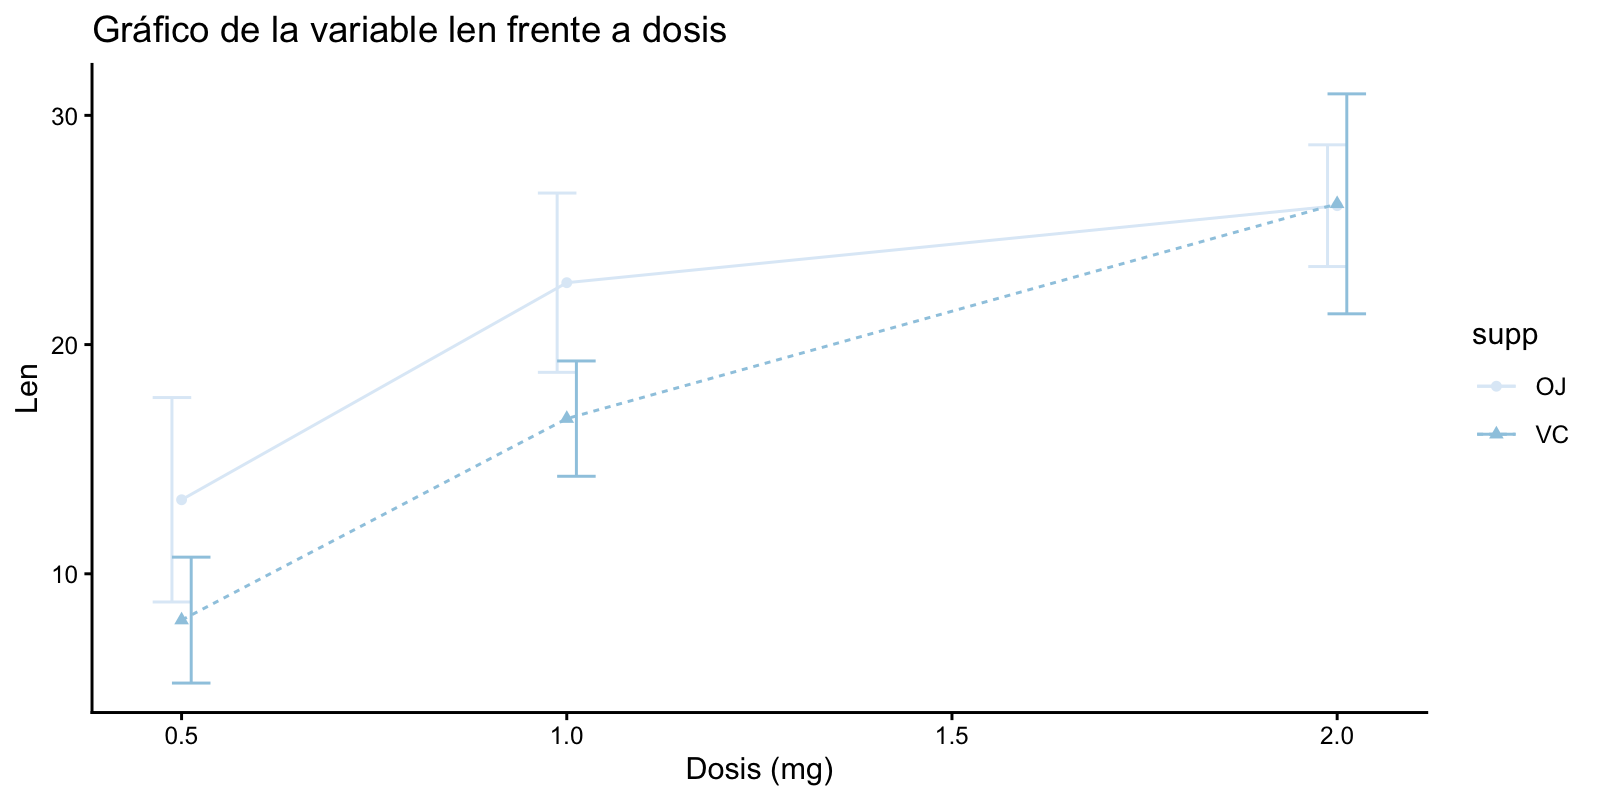 Gráfico de la variable len frente a dosis
30
20
10
Len
0.5
1.0
1.5
2.0
Dosis (mg)
supp
OJ
VC